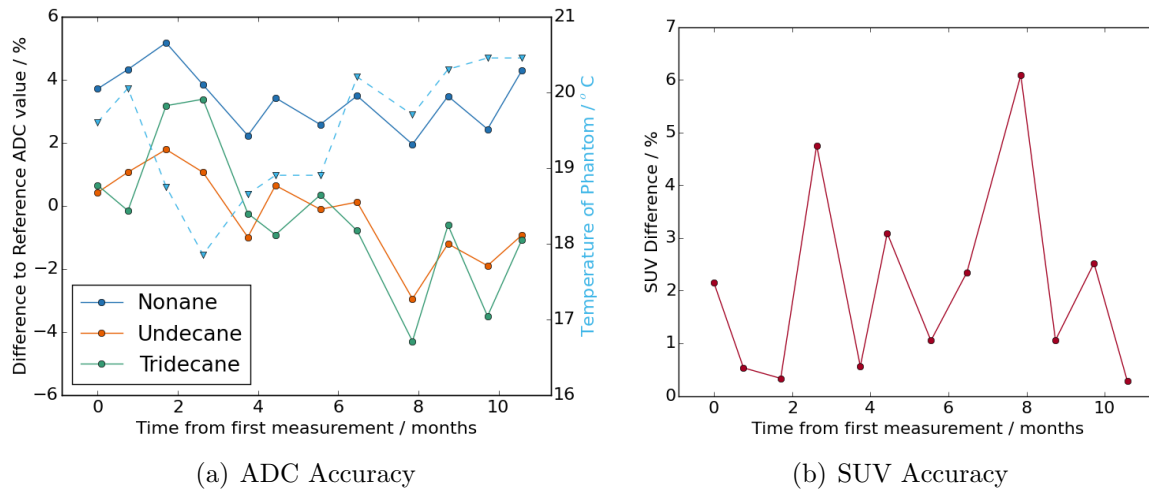 Difference to Reference ADC value / %
6
4
2
0
−2
−4
−6
0 2 4 6 8 10
Time from first measurement / months
Nonane
Undecane
Tridecane
21
20
19
18
17
16
Temperature of Phantom / ° C
(a) ADC Accuracy
SUV Difference / %
7
6
5
4
3
2
1
0
0 2 4 6 8 10
Time from first measurement / months
(b) SUV Accuracy